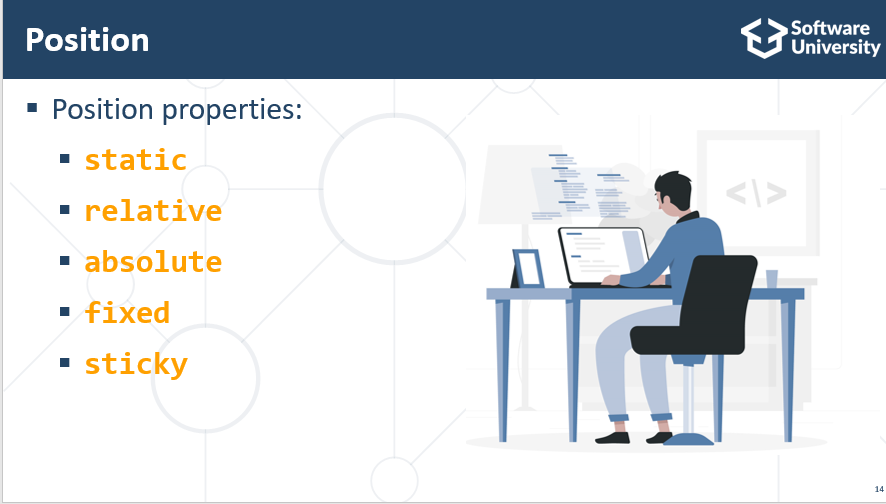 Position
Software
University
▪ Position properties:
▪ static
▪ relative
▪ absolute
▪ fixed
▪ sticky
</>
14